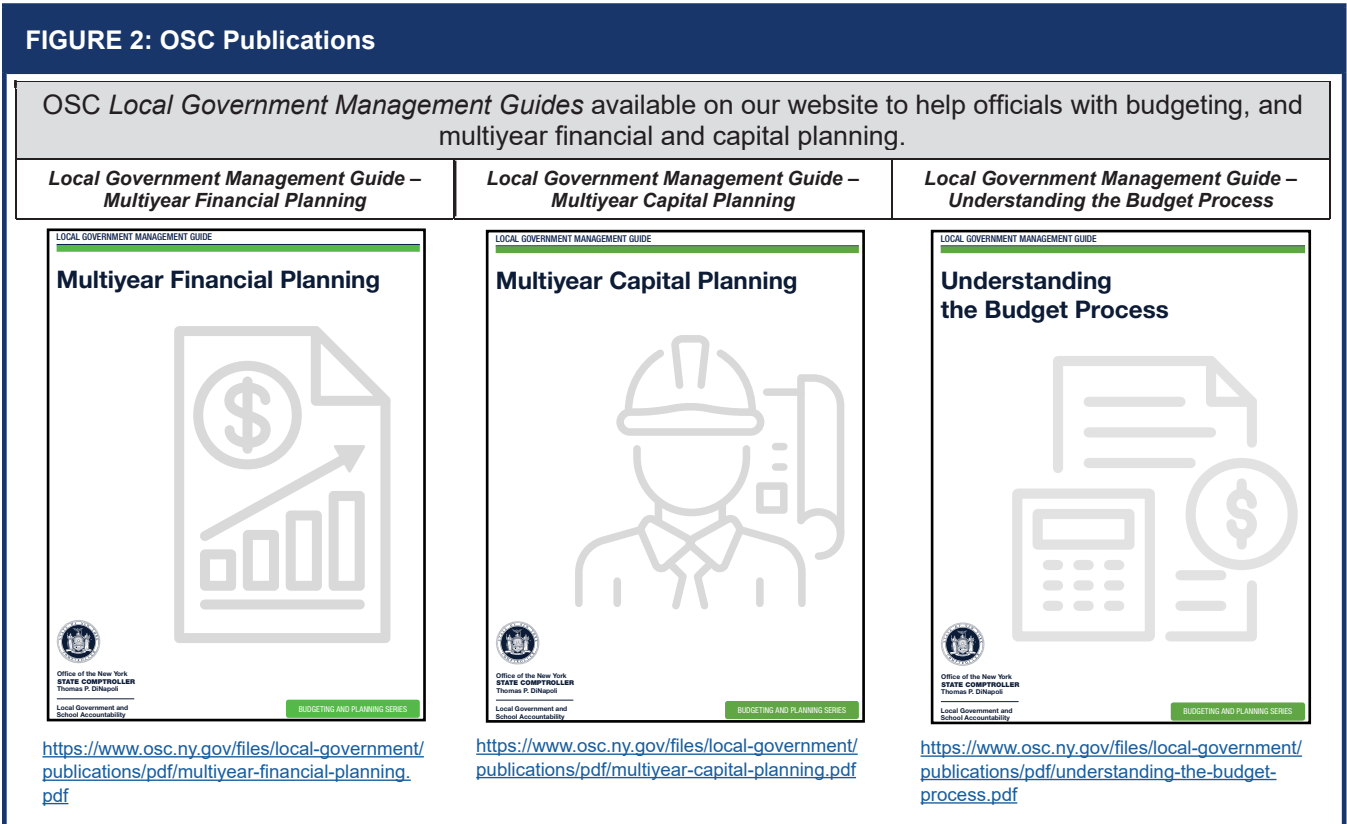 FIGURE 2: OSC Publications
OSC Local Government Management Guides available on our website to help officials with budgeting, and
multiyear financial and capital planning.
Local Government Management Guide –
Multiyear Financial Planning
Local Government Management Guide –
Multiyear Capital Planning
Local Government Management Guide –
Understanding the Budget Process
LOCAL GOVERNMENT MANAGEMENT GUIDE
Multiyear Financial Planning
$
Office of the New York
STATE COMPTROLLER
Thomas P. DiNapoli
Local Government and
School Accountability
BUDGETING AND PLANNING SERIES
https://www.osc.ny.gov/files/local-government/
publications/pdf/multiyear-financial-planning.
pdf
LOCAL GOVERNMENT MANAGEMENT GUIDE
Multiyear Capital Planning
Office of the New York
STATE COMPTROLLER
Thomas P. DiNapoli
Local Government and
School Accountability
BUDGETING AND PLANNING SERIES
https://www.osc.ny.gov/files/local-government/
publications/pdf/multiyear-capital-planning.pdf
LOCAL GOVERNMENT MANAGEMENT GUIDE
Understanding
the Budget Process
$
Office of the New York
STATE COMPTROLLER
Thomas P. DiNapoli
Local Government and
School Accountability
BUDGETING AND PLANNING SERIES
https://www.osc.ny.gov/files/local-government/
publications/pdf/understanding-the-budget-
process.pdf